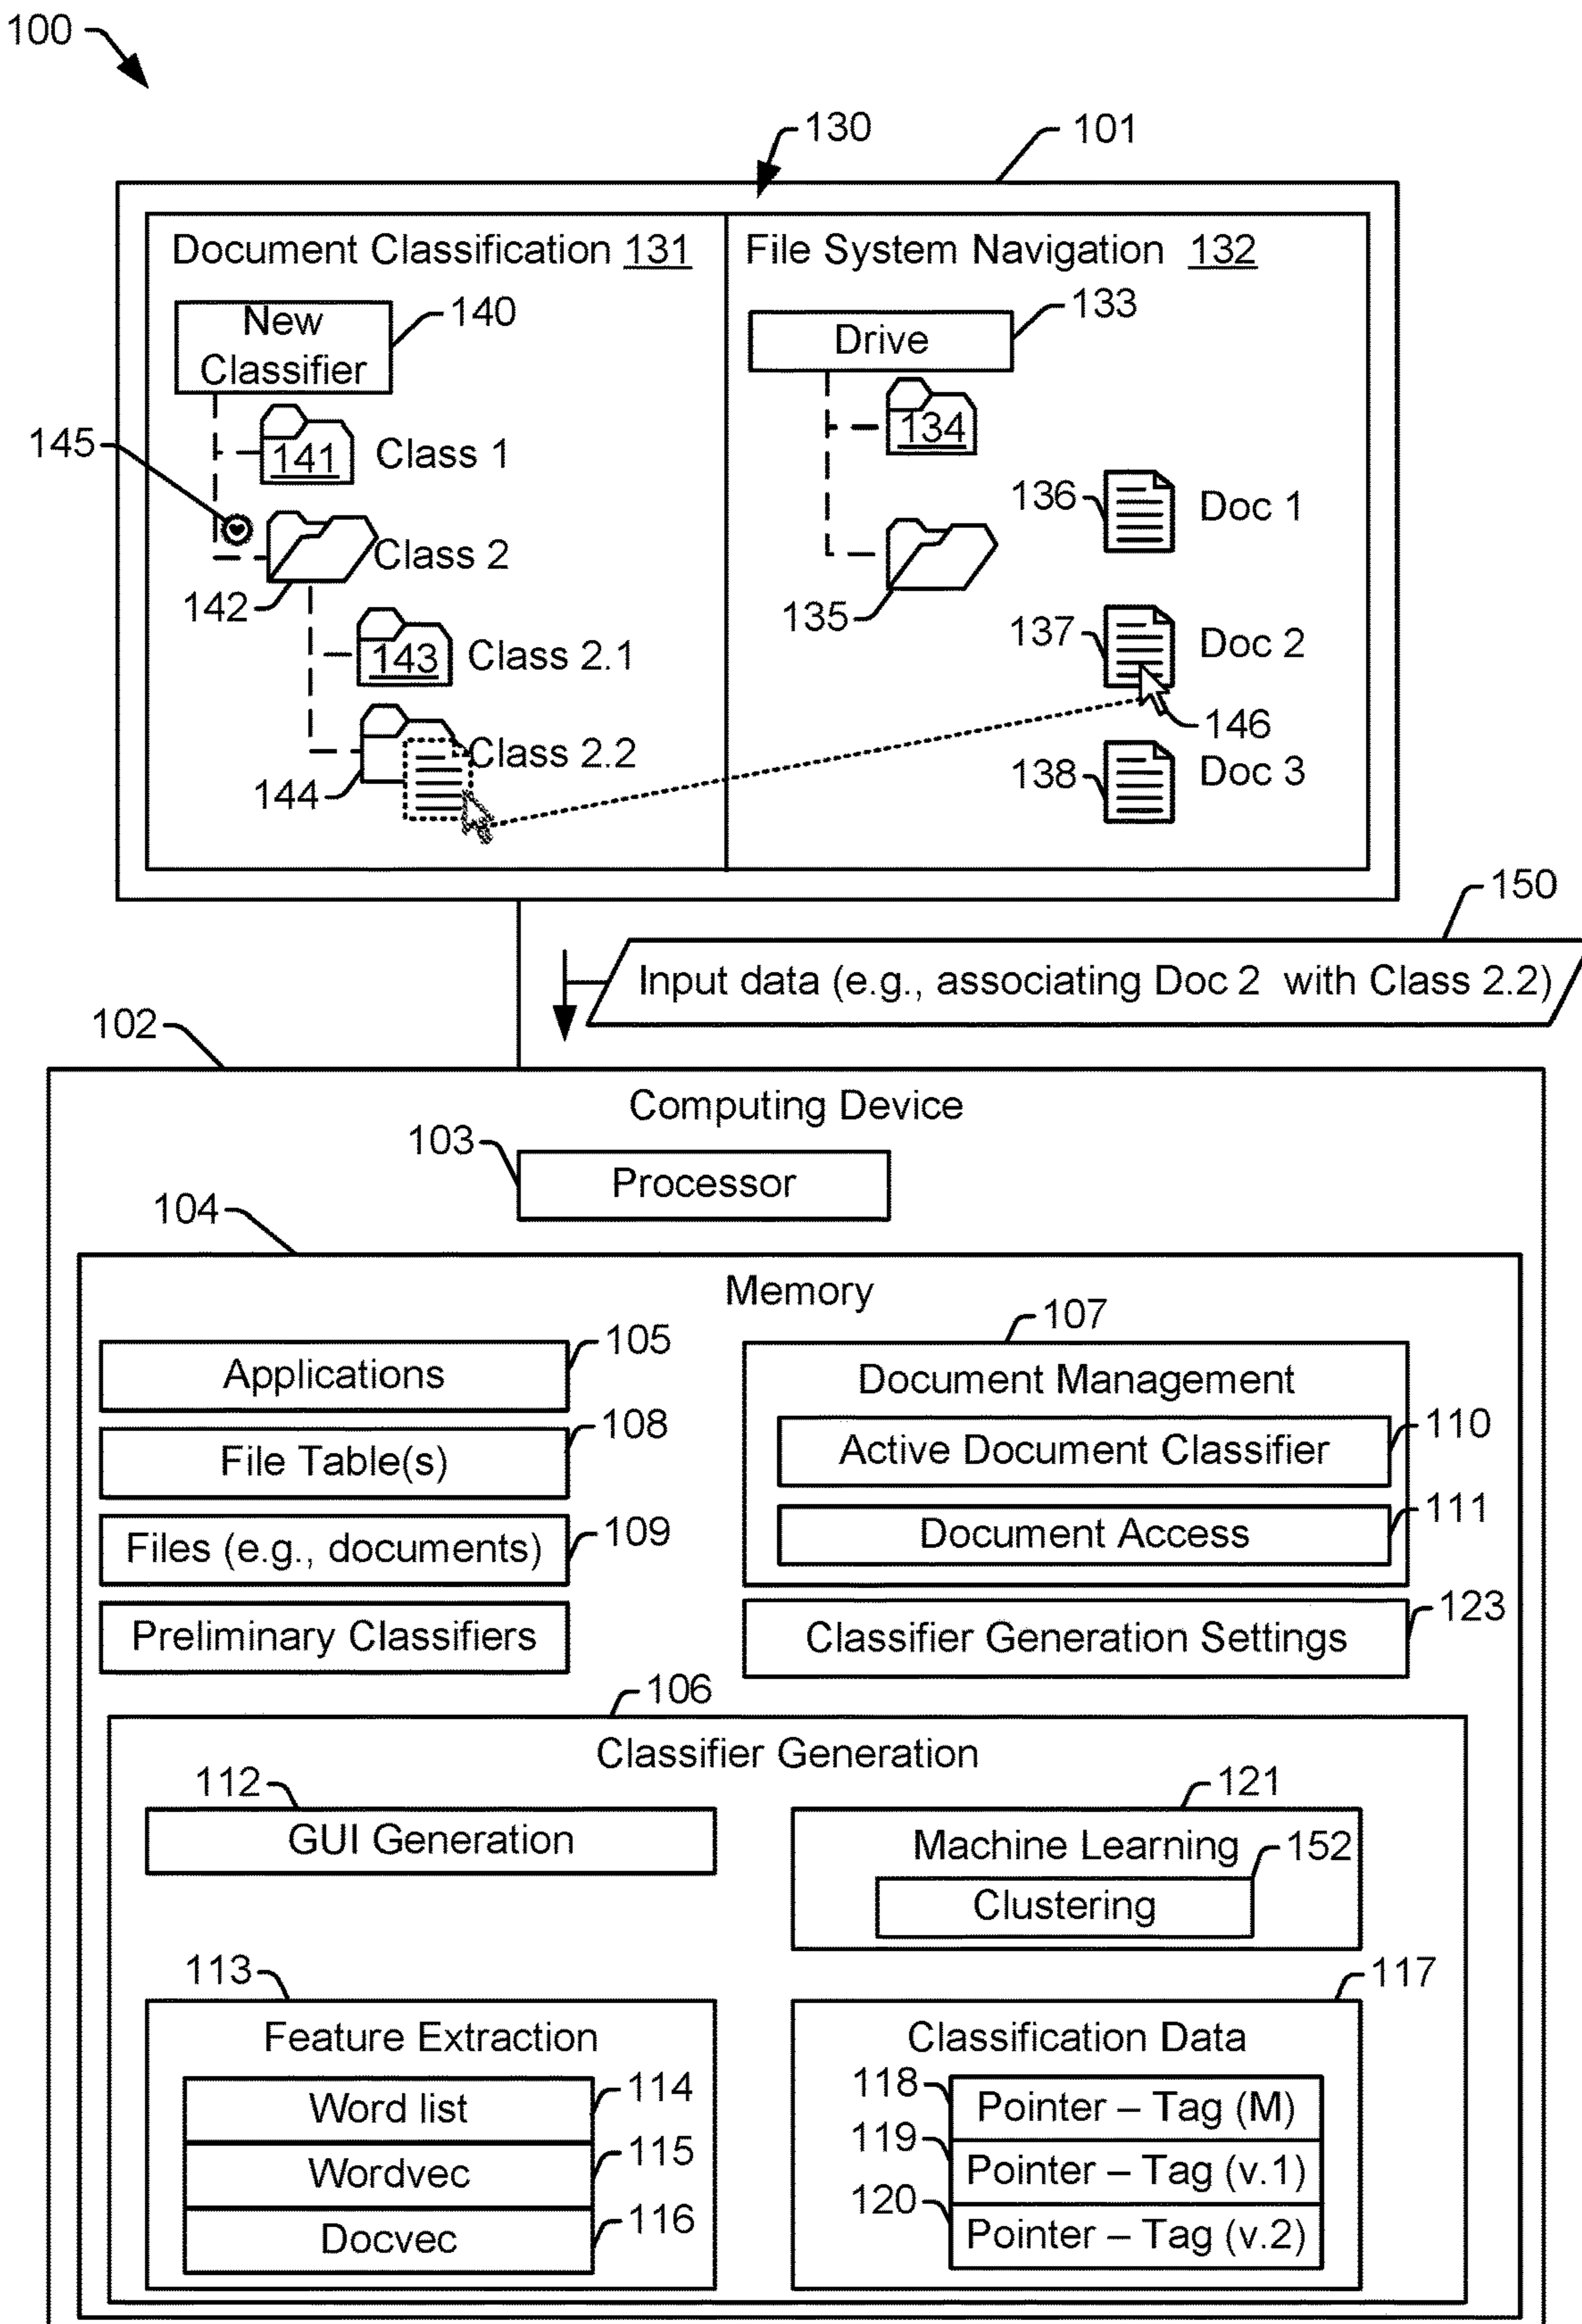 100
130
101
Document Classification 131
File System Navigation 132
New
Classifier
140
Drive
133
145
141
Class 1
134
136
Doc 1
Class 2
142
135
137
Doc 2
143
Class 2.1
146
Class 2.2
144
138
Doc 3
150
Input data (e.g., associating Doc 2 with Class 2.2)
102
Computing Device
103
Processor
104
Memory
105
Applications
107
Document Management
108
File Table(s)
110
Active Document Classifier
109
Files (e.g., documents)
111
Document Access
Preliminary Classifiers
123
Classifier Generation Settings
106
Classifier Generation
112
GUI Generation
121
Machine Learning
152
Clustering
113
Feature Extraction
Word list
114
Wordvec
115
Docvec
116
117
Classification Data
118
Pointer – Tag (M)
119
Pointer – Tag (v.1)
120
Pointer – Tag (v.2)